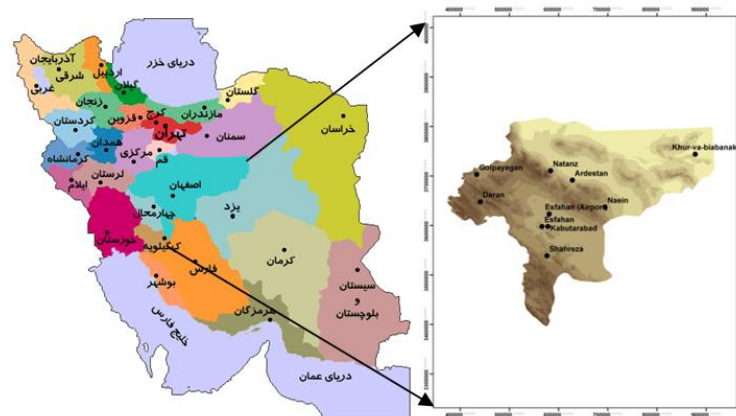 آذربایجان
شرقی
غربی
اردبیل
گیلان
دریای خزر
زنجان
گلستان
مازندران
کردستان
قزوین
کرج
تهران
سمنان
خراسان
همدان
مرکزی
قم
کرمانشاه
لرستان
ایلام
اصفهان
چهارمحال
یزد
خوزستان
کهگیلویه
فارس
کرمان
بوشهر
سیستان
و
بلوچستان
هرمزگان
خلیج فارس
دریای عمان
Khur-va-biabanak
Golpayegan
Natanz
Ardestan
Daran
Naein
Esfahan (Airport)
Esfahan
Kabutarabad
Shahreza